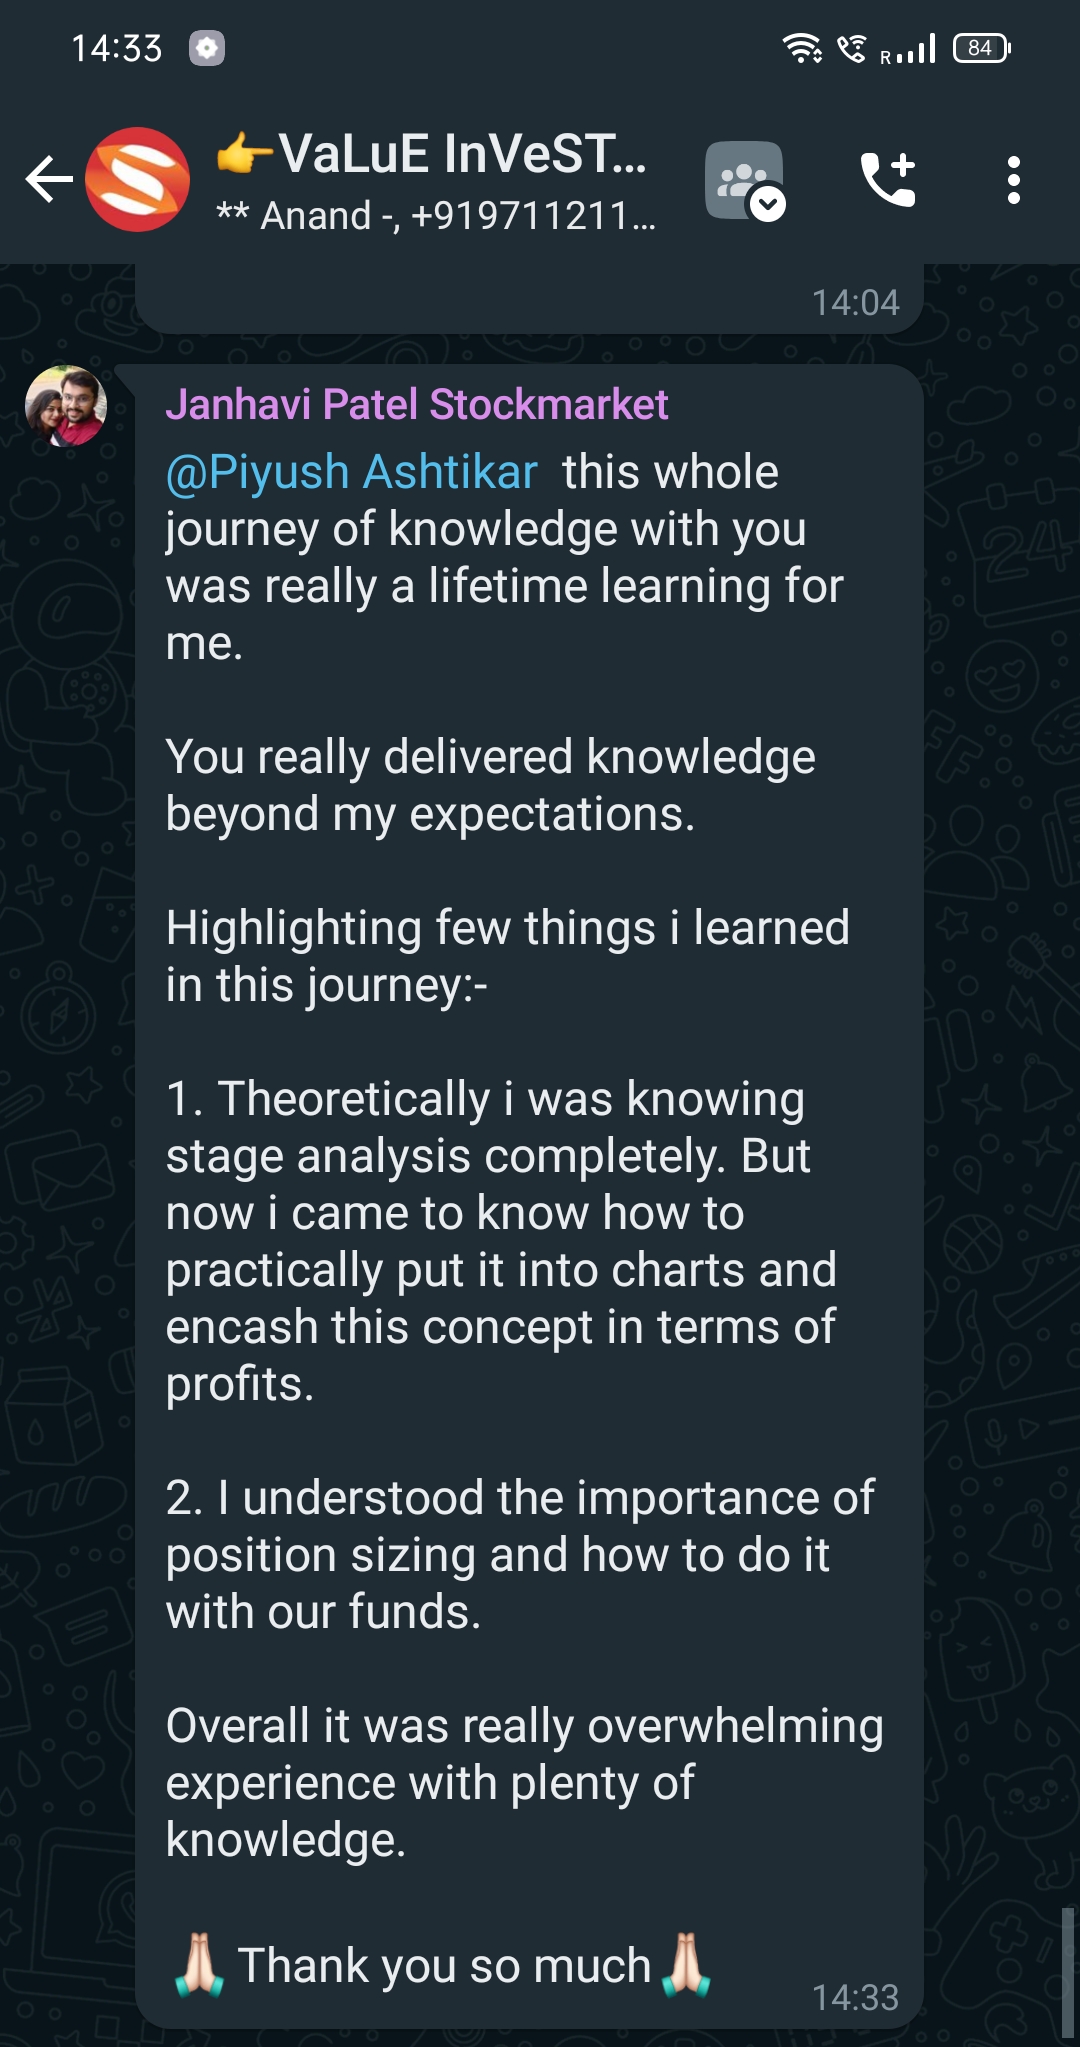 14:33
R
84
👉VaLuE InVeST...
** Anand -, +919711211...
14:04
Janhavi Patel Stockmarket
@Piyush Ashtikar this whole
journey of knowledge with you
was really a lifetime learning for
me.
You really delivered knowledge
beyond my expectations.
Highlighting few things i learned
in this journey:-
1. Theoretically i was knowing
stage analysis completely. But
now i came to know how to
practically put it into charts and
encash this concept in terms of
profits.
2. I understood the importance of
position sizing and how to do it
with our funds.
Overall it was really overwhelming
experience with plenty of
knowledge.
🙏🏻 Thank you so much🙏🏻
14:33